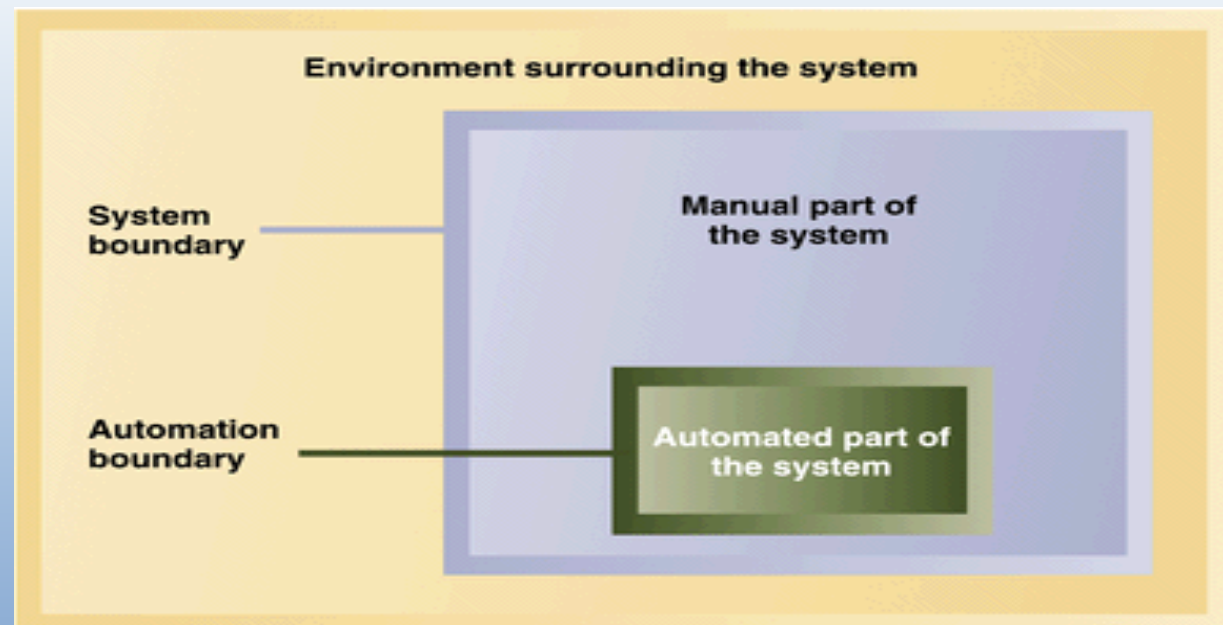 Environment surrounding the system
System
boundary
Manual part of
the system
Automation
boundary
Automated part of
the system